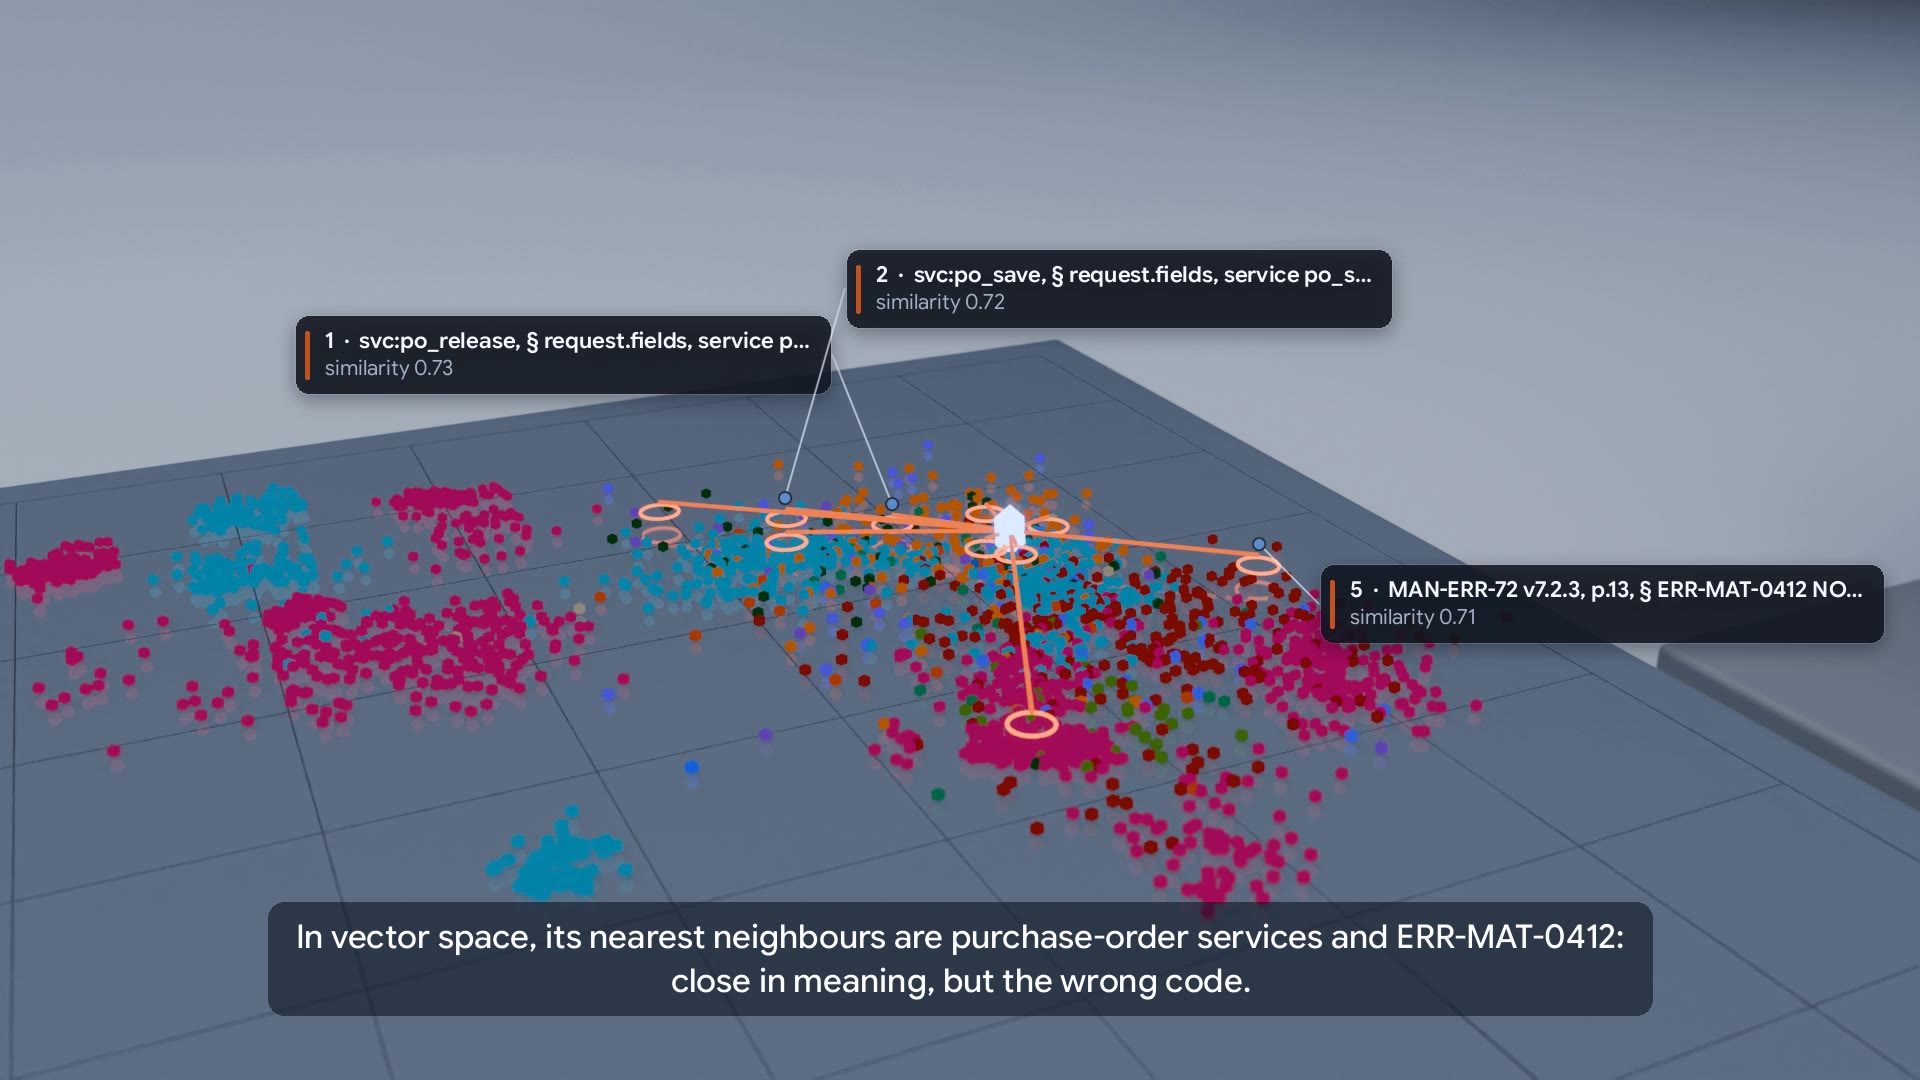 2 · svc:po_save, § request.fields, service po_s...
similarity 0.72
1 · svc:po_release, § request.fields, service p...
similarity 0.73
5 · MAN-ERR-72 v7.2.3, p.13, § ERR-MAT-0412 NO...
similarity 0.71
In vector space, its nearest neighbours are purchase-order services and ERR-MAT-0412:
close in meaning, but the wrong code.